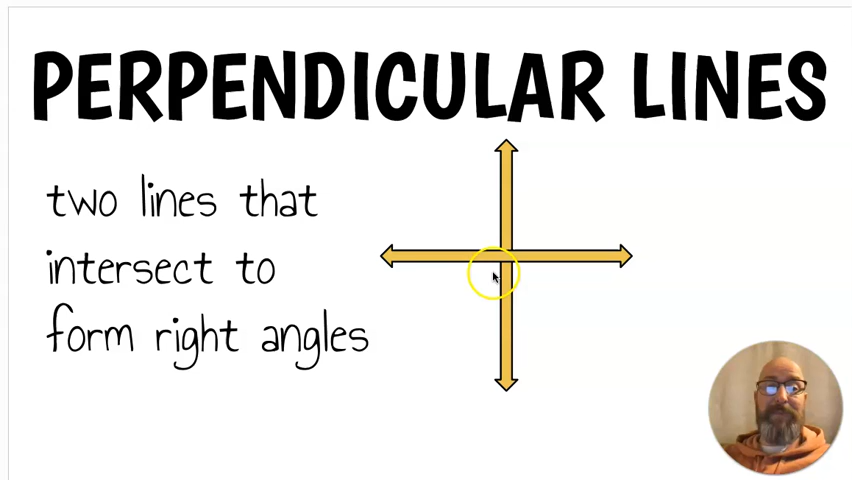 PERPENDICULAR LINES
two lines that
intersect to
form right angles